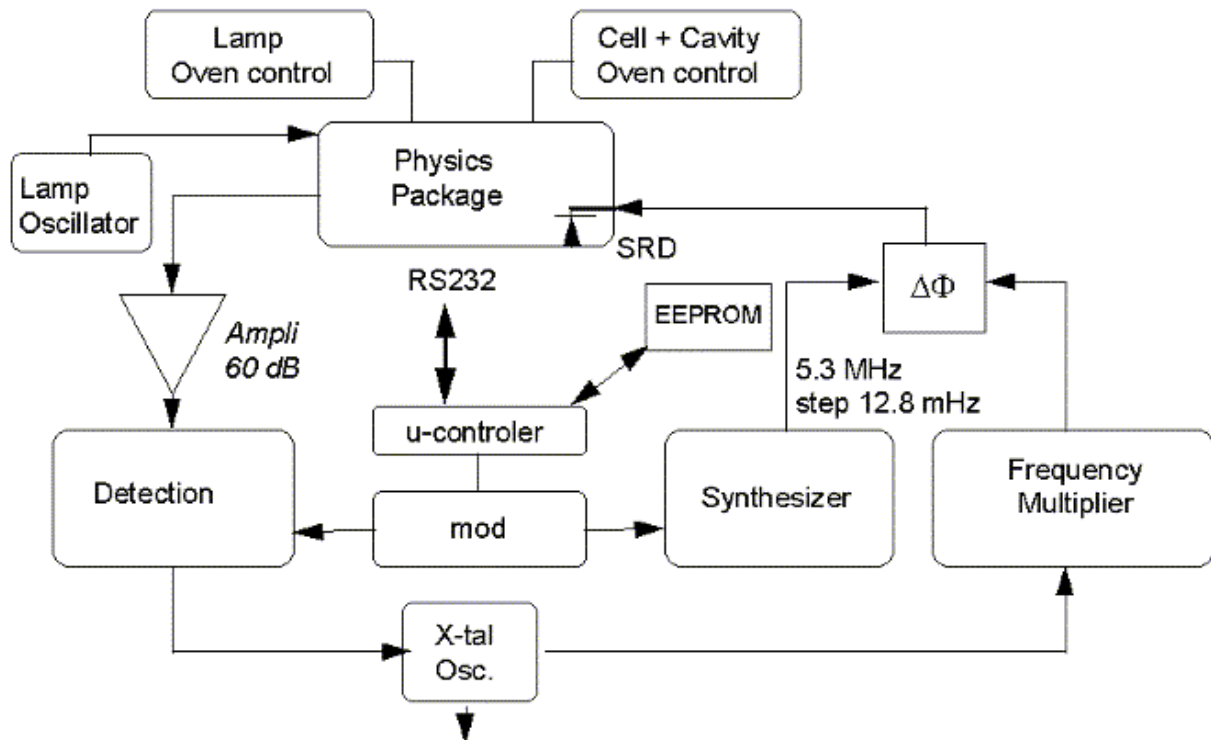 Lamp
Oven control
Cell + Cavity
Oven control
Physics
Package
Lamp
Oscillator
SRD
RS232
ΔΦ
EEPROM
Ampli
60 dB
5.3 MHz
step 12.8 mHz
u-controler
Detection
mod
Synthesizer
Frequency
Multiplier
X-tal
Osc.